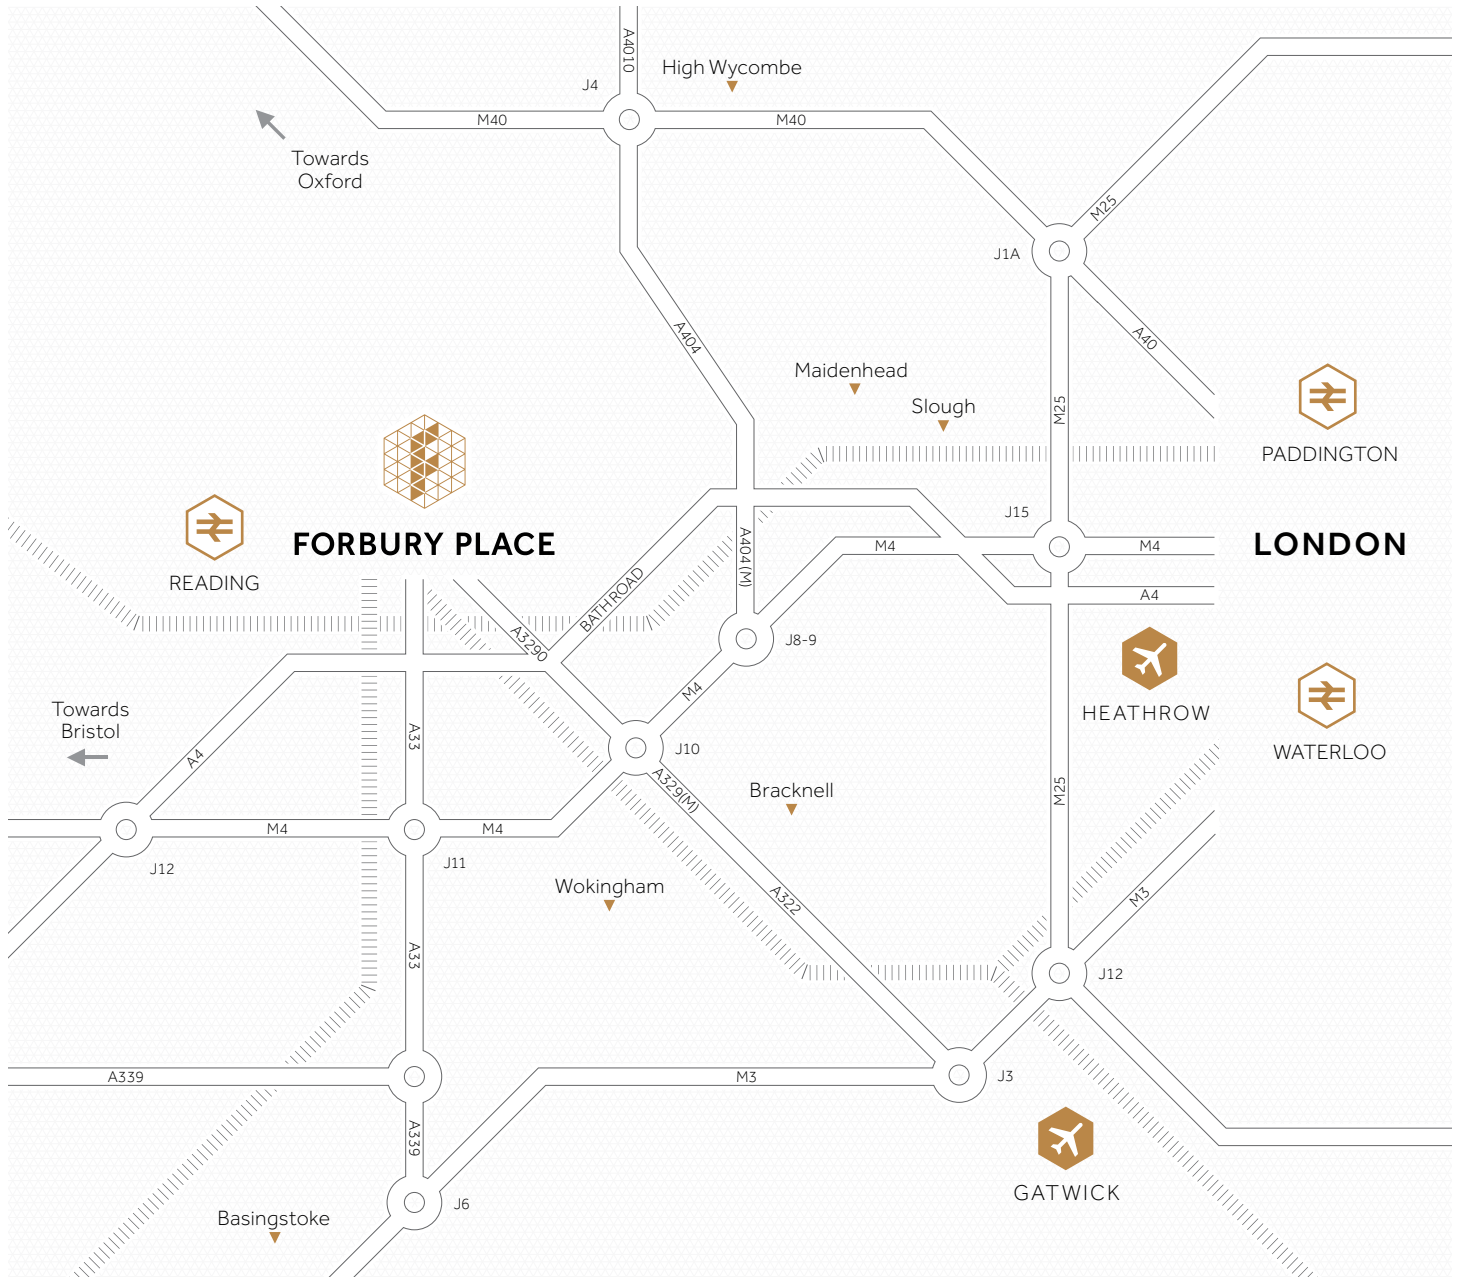 A4010
High Wycombe
J4
M40
M40
Towards
Oxford
M25
J1A
A404
A40
Maidenhead
Slough
M25
PADDINGTON
READING
FORBURY PLACE
J15
M4
M4
LONDON
A404(M)
BATH ROAD
A4
A3290
J8-9
M4
HEATHROW
Towards
Bristol
A4
A33
J10
WATERLOO
A329(M)
Bracknell
M25
M4
M4
J12
J11
Wokingham
A322
M3
A33
J12
A339
M3
J3
A339
GATWICK
J6
Basingstoke